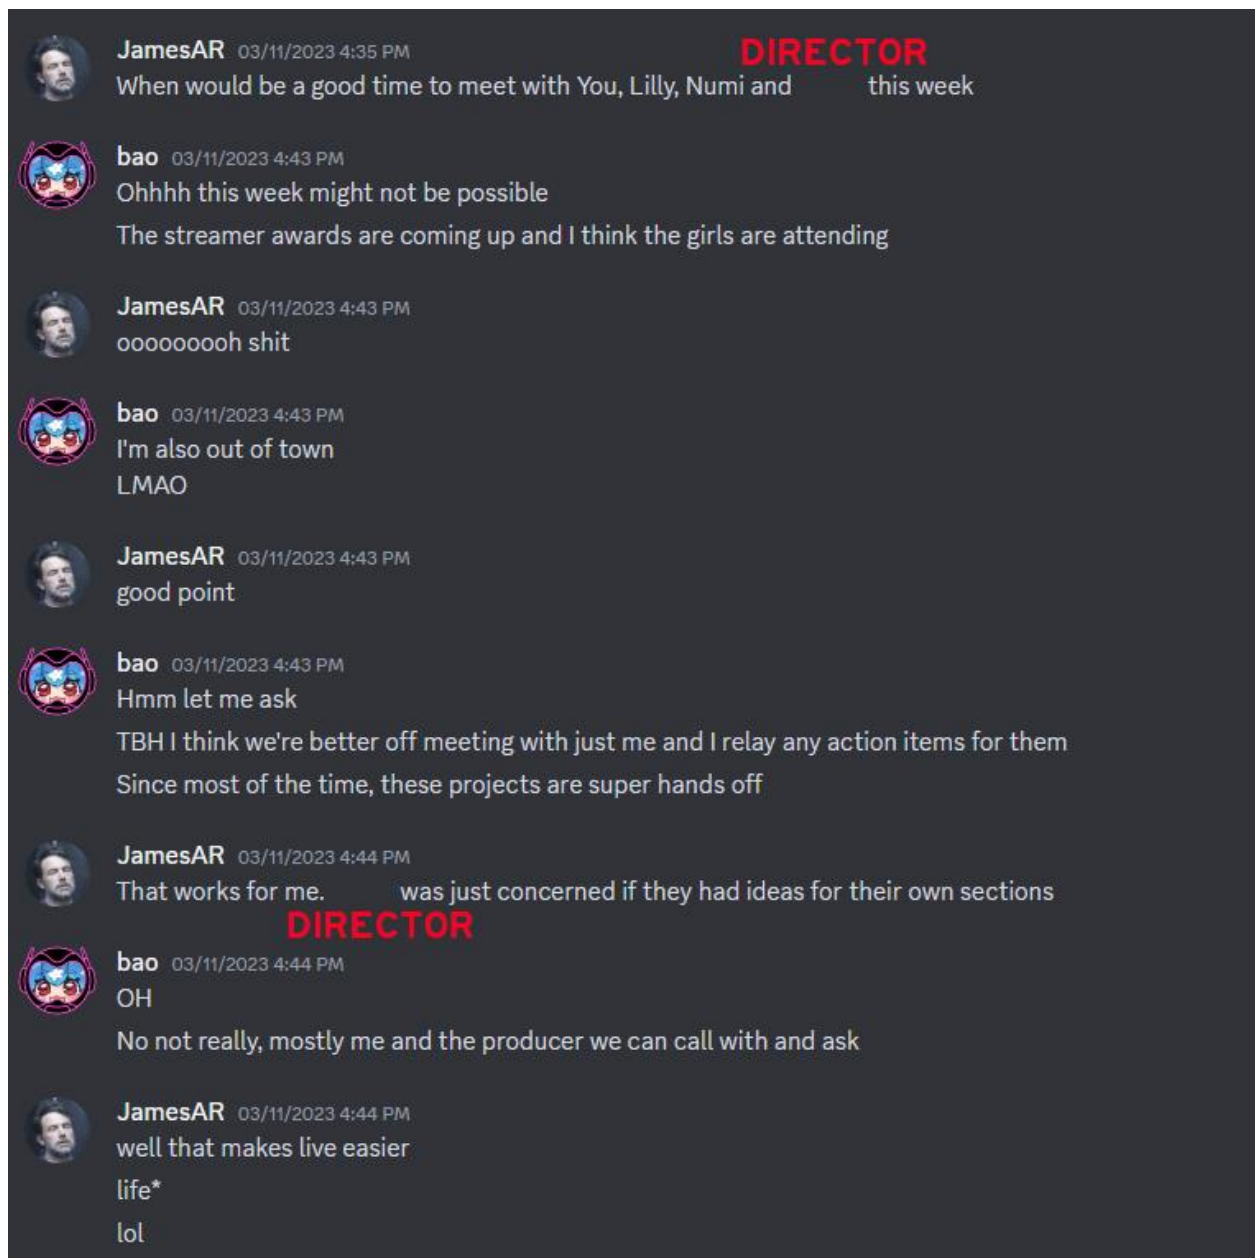 JamesAR 03/11/2023 4:35 PM
DIRECTOR
When would be a good time to meet with You, Lilly, Numi and this week
bao 03/11/2023 4:43 PM
Ohhhh this week might not be possible
The streamer awards are coming up and I think the girls are attending
JamesAR 03/11/2023 4:43 PM
ooooooooh shit
bao 03/11/2023 4:43 PM
I'm also out of town
LMAO
JamesAR 03/11/2023 4:43 PM
good point
bao 03/11/2023 4:43 PM
Hmm let me ask
TBH I think we're better off meeting with just me and I relay any action items for them
Since most of the time, these projects are super hands off
JamesAR 03/11/2023 4:44 PM
That works for me. was just concerned if they had ideas for their own sections
DIRECTOR
bao 03/11/2023 4:44 PM
OH
No not really, mostly me and the producer we can call with and ask
JamesAR 03/11/2023 4:44 PM
well that makes live easier
life*
lol